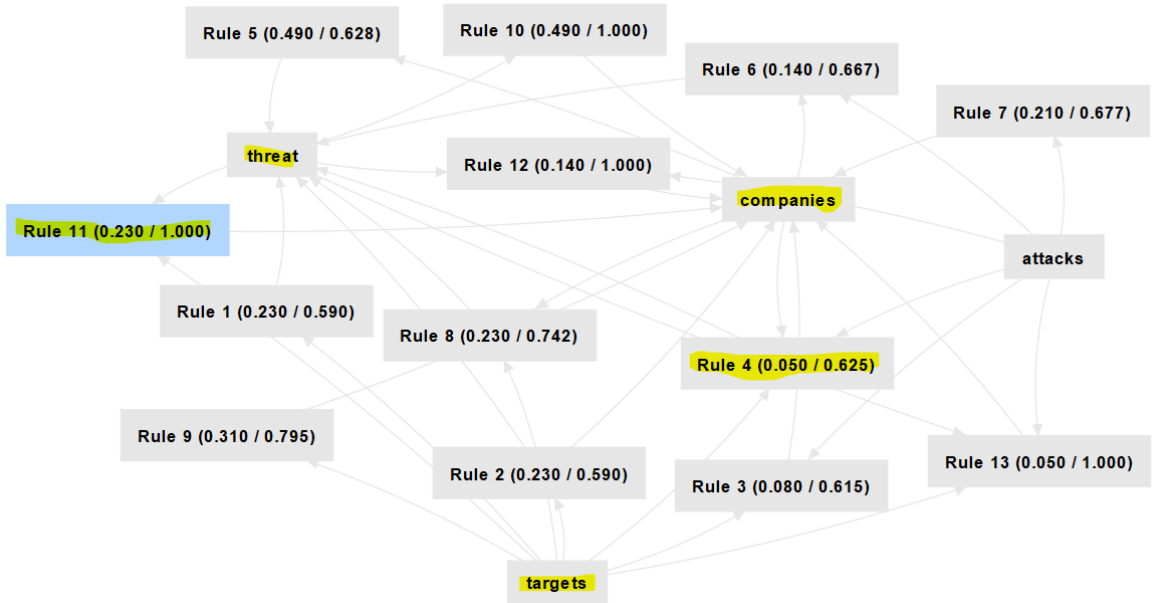 Rule 5 (0.490 / 0.628)
Rule 10 (0.490 / 1.000)
Rule 6 (0.140 / 0.667)
Rule 7 (0.210 / 0.677)
threat
Rule 12 (0.140 / 1.000)
companies
Rule 11 (0.230 / 1.000)
attacks
Rule 1 (0.230 / 0.590)
Rule 8 (0.230 / 0.742)
Rule 4 (0.050 / 0.625)
Rule 9 (0.310 / 0.795)
Rule 13 (0.050 / 1.000)
Rule 2 (0.230 / 0.590)
Rule 3 (0.080 / 0.615)
targets